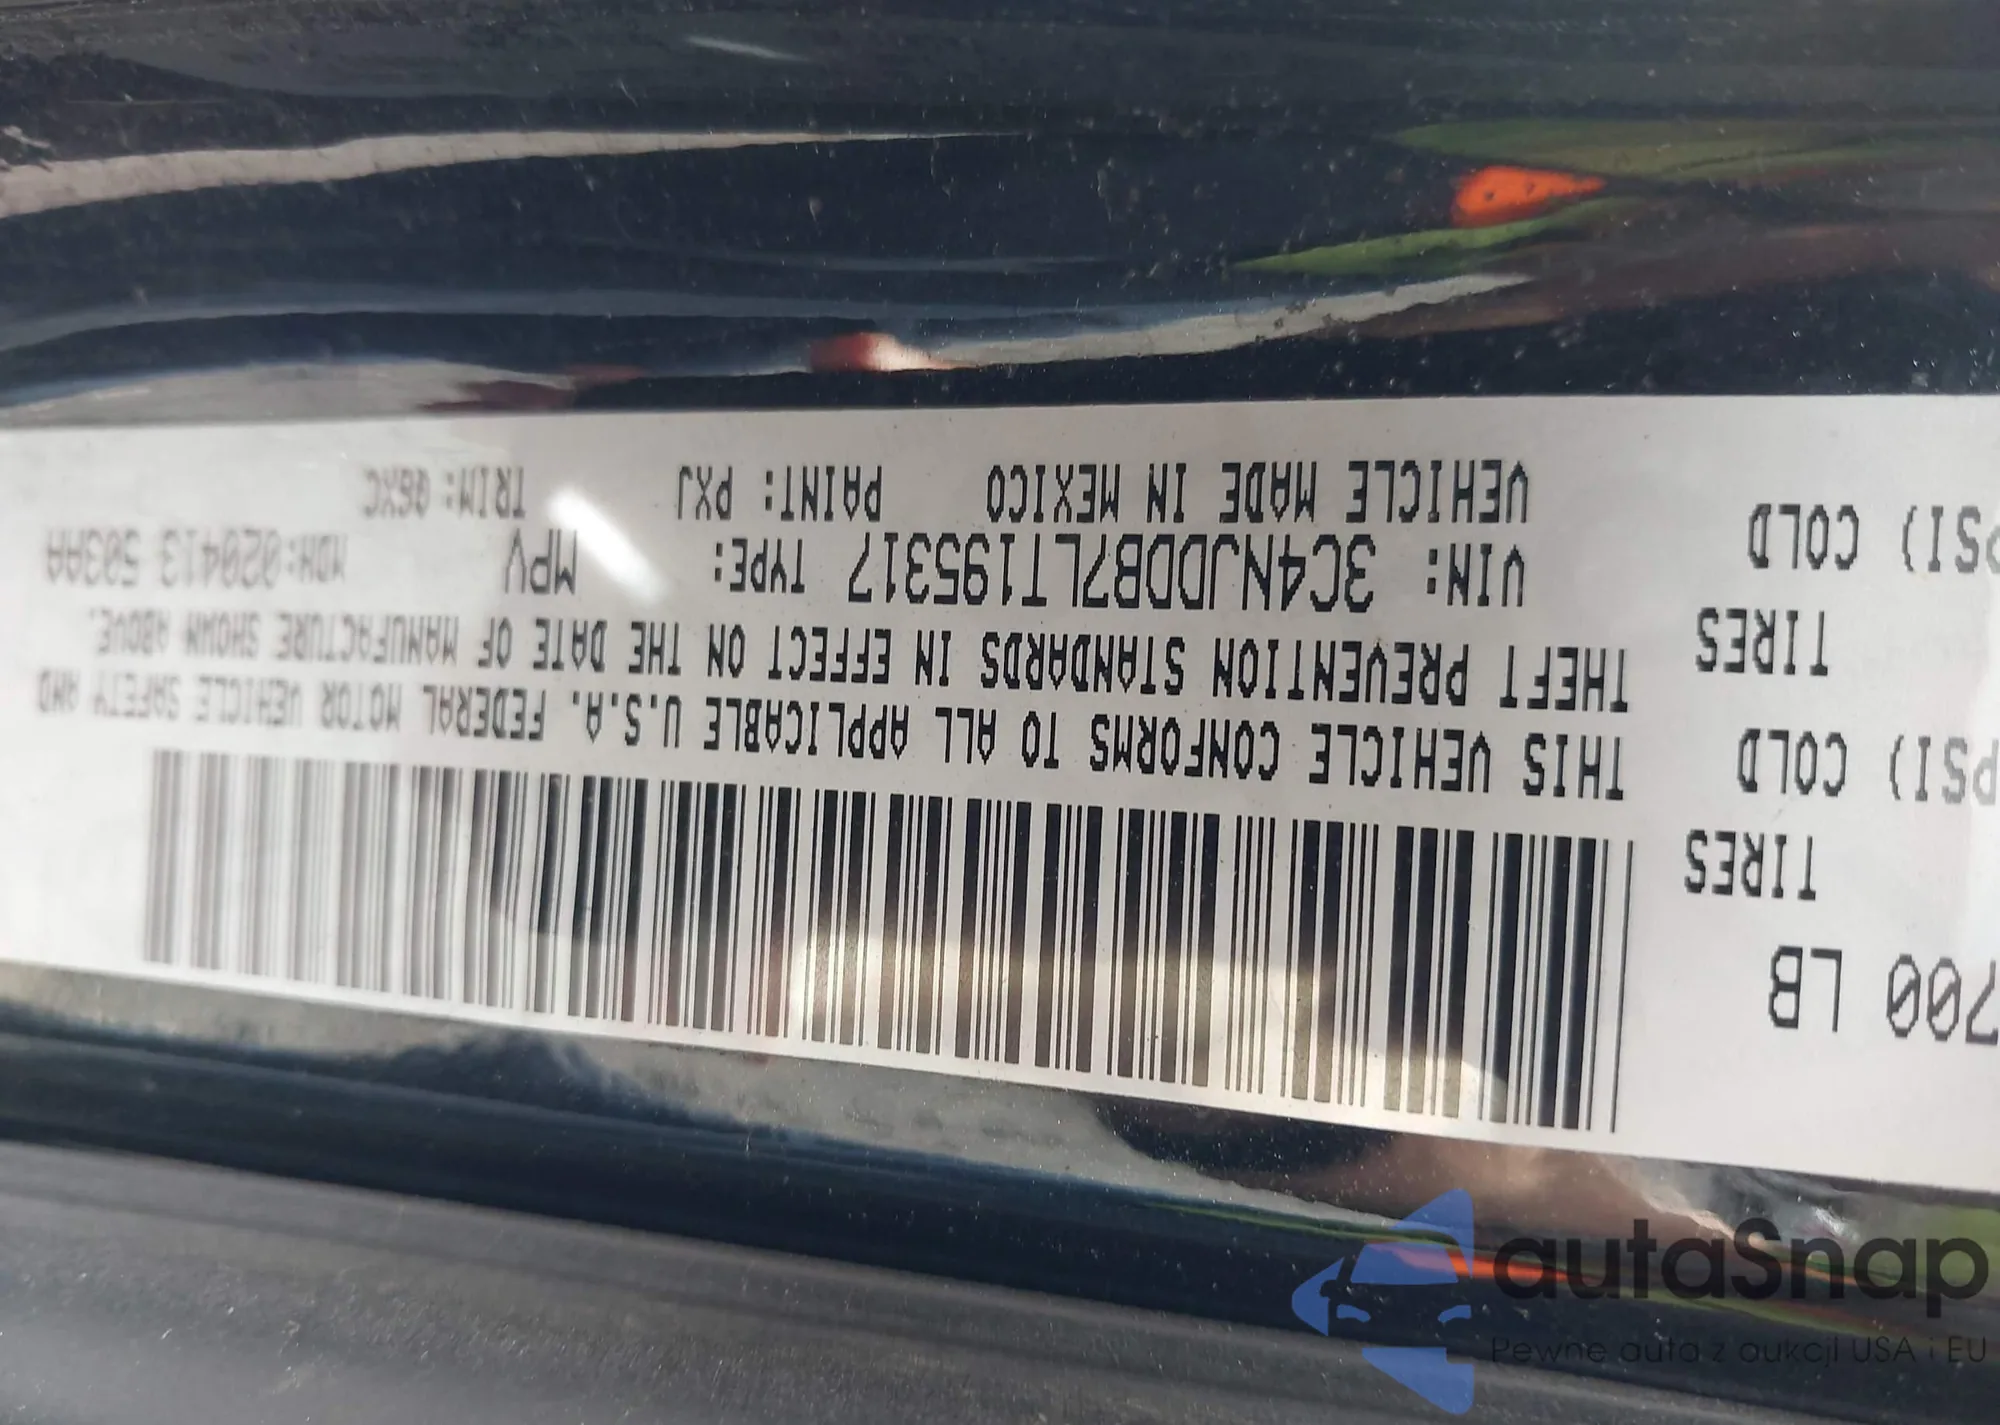 700 LB
TIRES
PSI) COLD
TIRES
PSI) COLD
THIS VEHICLE CONFORMS TO ALL APPLICABLE U.S.A. FEDERAL MOTOR VEHICLE SAFETY AND
THEFT PREVENTION STANDARDS IN EFFECT ON THE DATE OF MANUFACTURE SHOWN ABOVE.
VIN: 3C4NJDDB7LT195317 TYPE: MPV MDH:020413 503AA
VEHICLE MADE IN MEXICO PAINT: PXJ TRIM:
autaSnap
Pewne auta z aukcji USA i EU